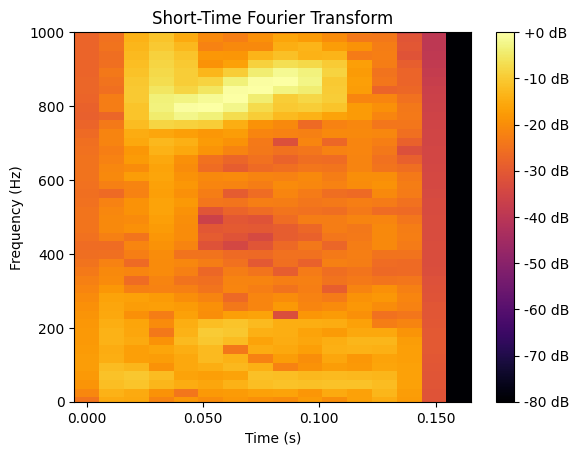 Short-Time Fourier Transform
1000
800
600
400
200
0
Frequency (Hz)
0.000
0.050
0.100
0.150
Time (s)
+0 dB
-10 dB
-20 dB
-30 dB
-40 dB
-50 dB
-60 dB
-70 dB
-80 dB